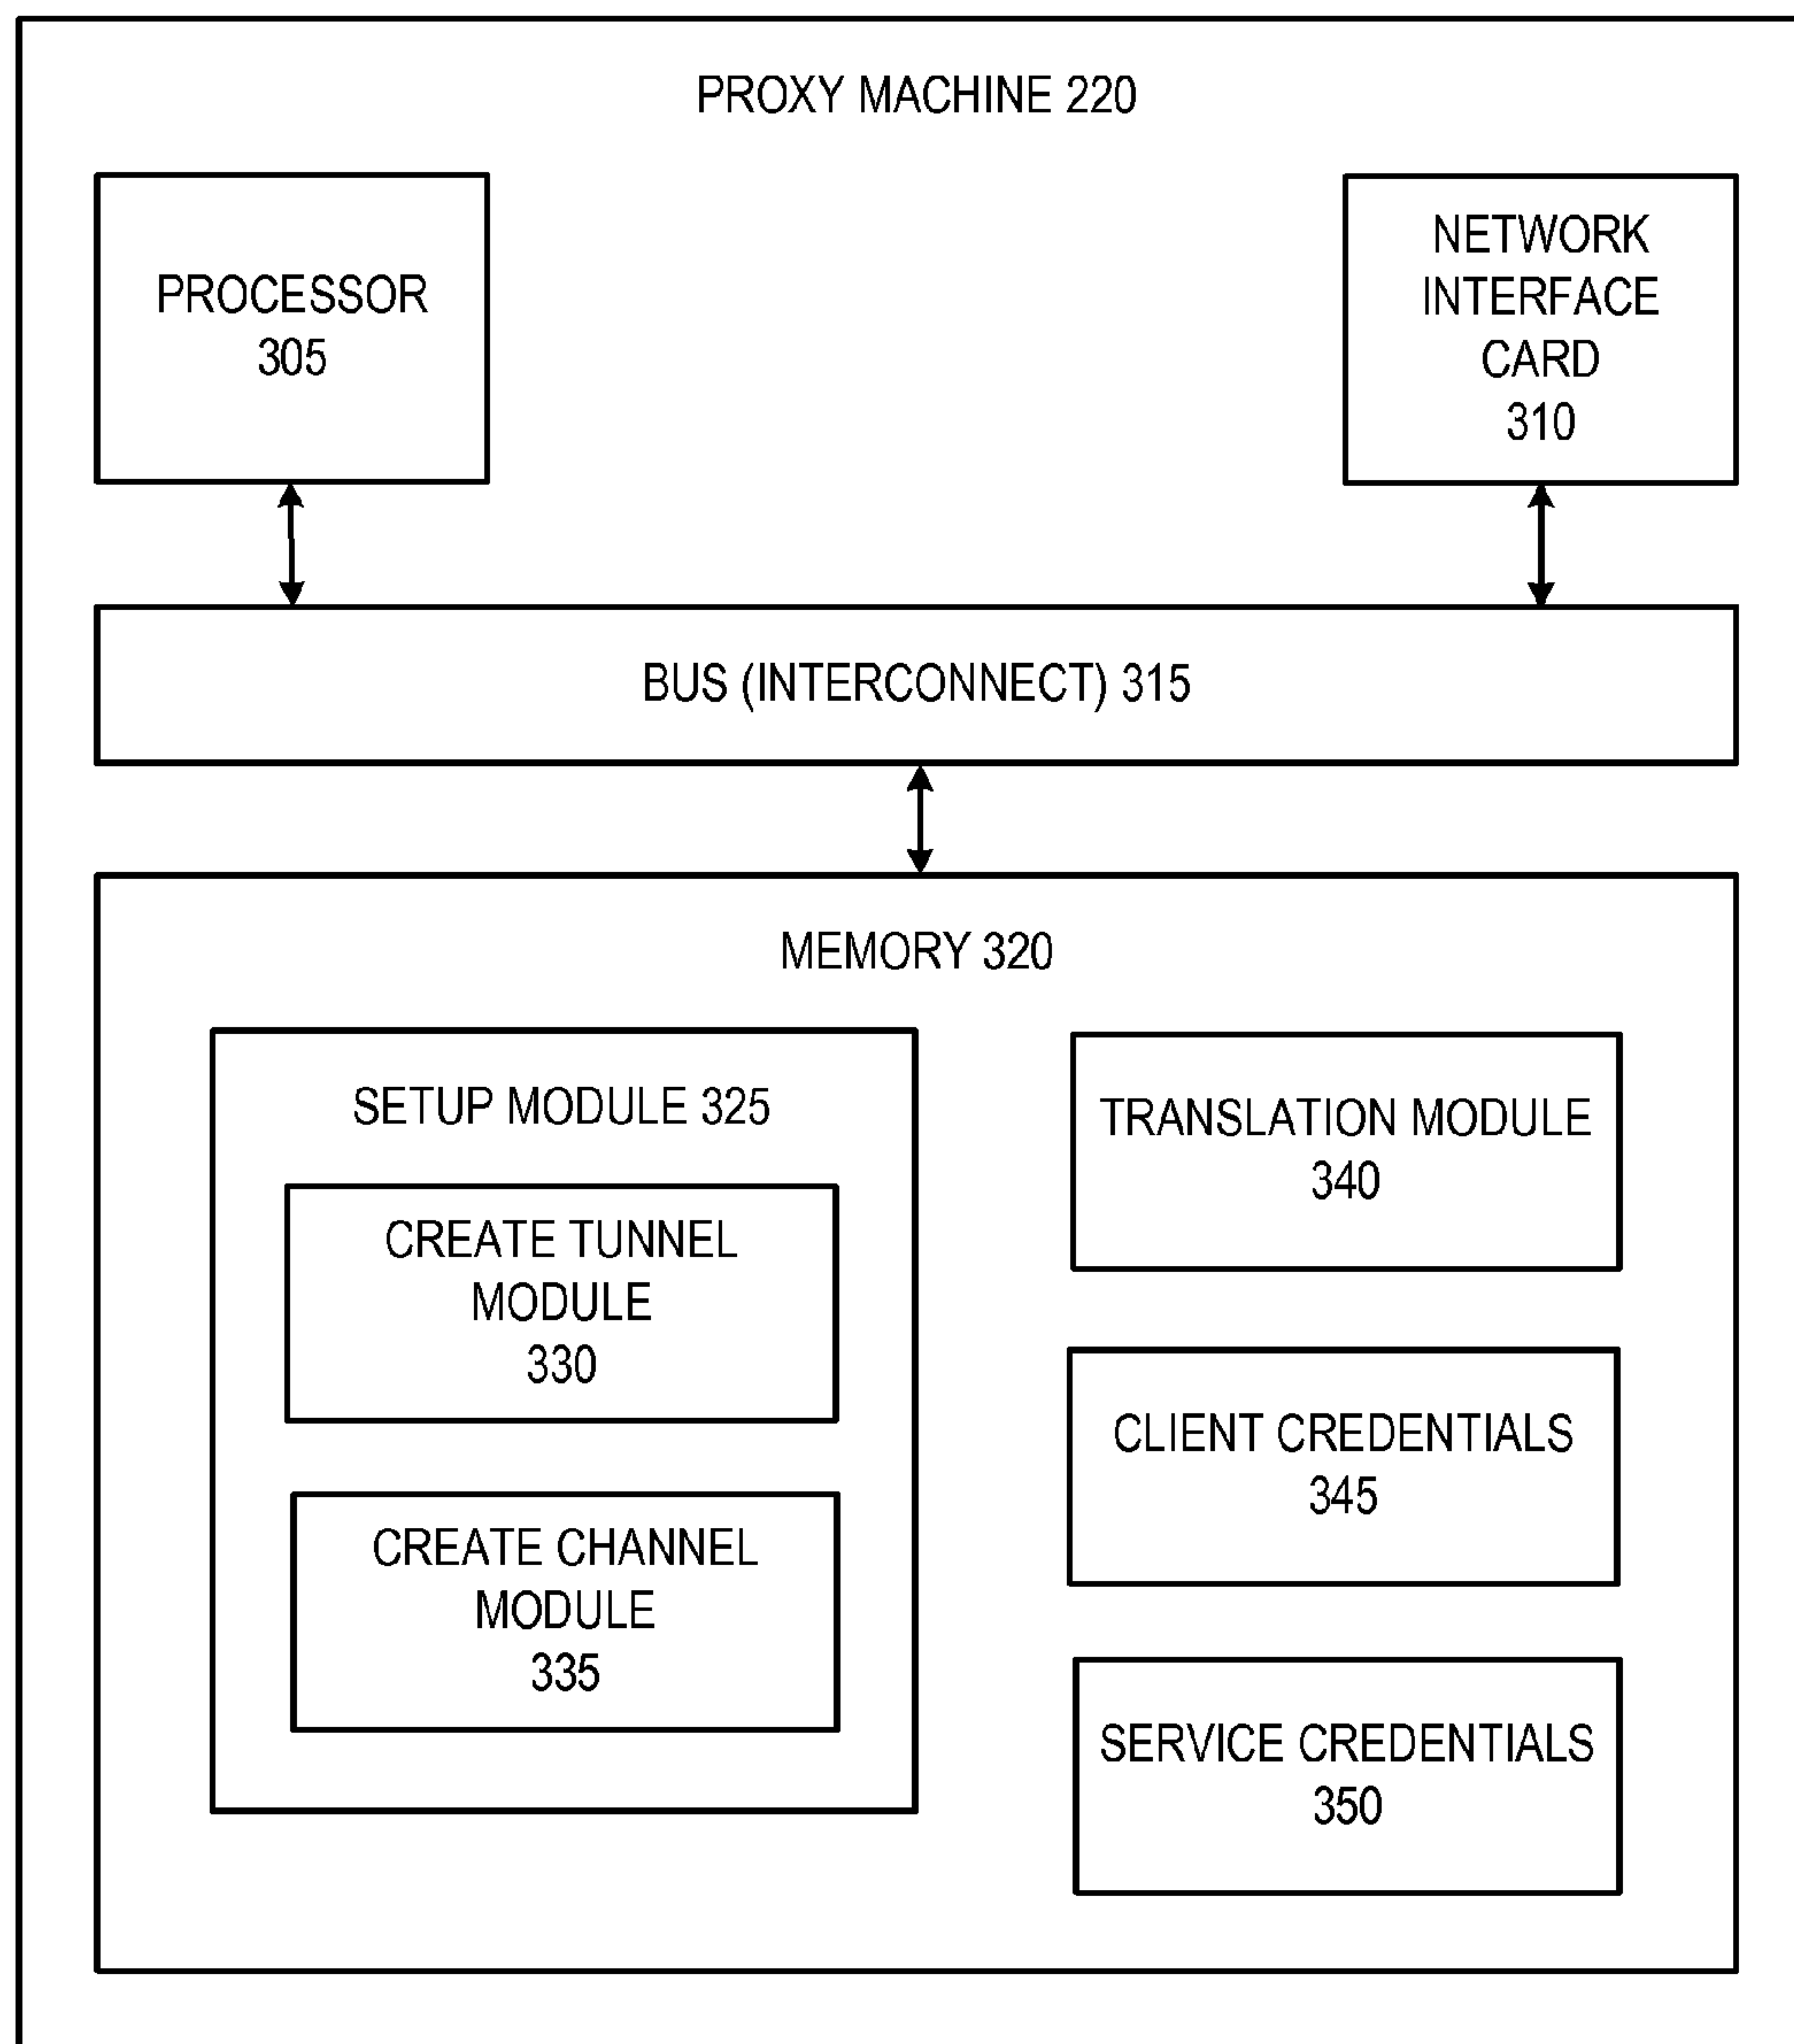 PROXY MACHINE 220
PROCESSOR
305
NETWORK
INTERFACE
CARD
310
BUS (INTERCONNECT) 315
MEMORY 320
SETUP MODULE 325
CREATE TUNNEL
MODULE
330
CREATE CHANNEL
MODULE
335
TRANSLATION MODULE
340
CLIENT CREDENTIALS
345
SERVICE CREDENTIALS
350